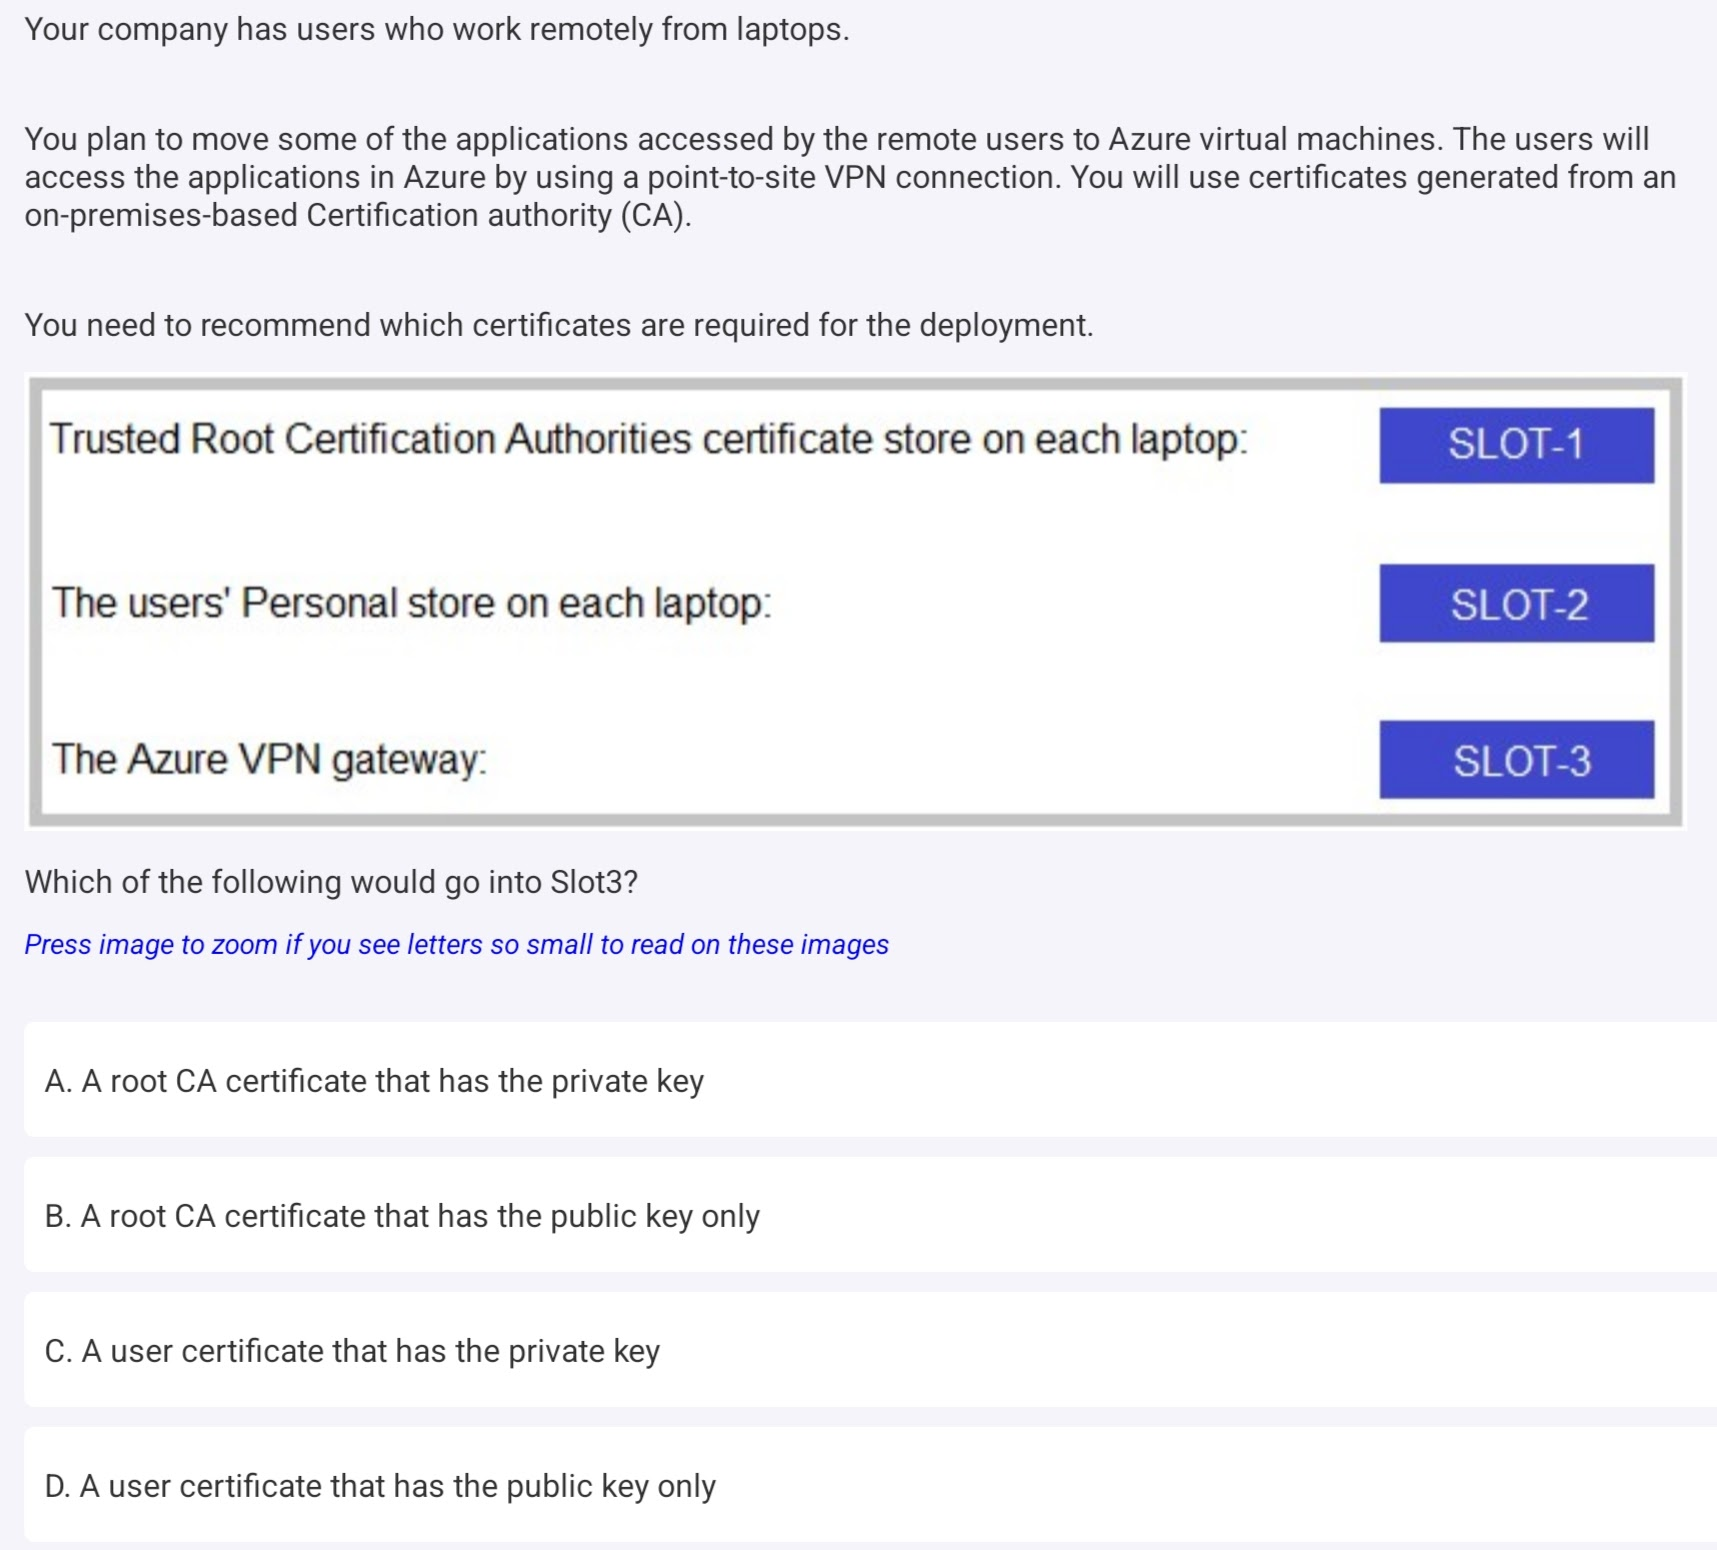 Your company has users who work remotely from laptops.
You plan to move some of the applications accessed by the remote users to Azure virtual machines. The users will
access the applications in Azure by using a point-to-site VPN connection. You will use certificates generated from an
on-premises-based Certification authority (CA).
You need to recommend which certificates are required for the deployment.
Trusted Root Certification Authorities certificate store on each laptop: SLOT-1
The users' Personal store on each laptop: SLOT-2
The Azure VPN gateway: SLOT-3
Which of the following would go into Slot3?
Press image to zoom if you see letters so small to read on these images
A. A root CA certificate that has the private key
B. A root CA certificate that has the public key only
C. A user certificate that has the private key
D. A user certificate that has the public key only